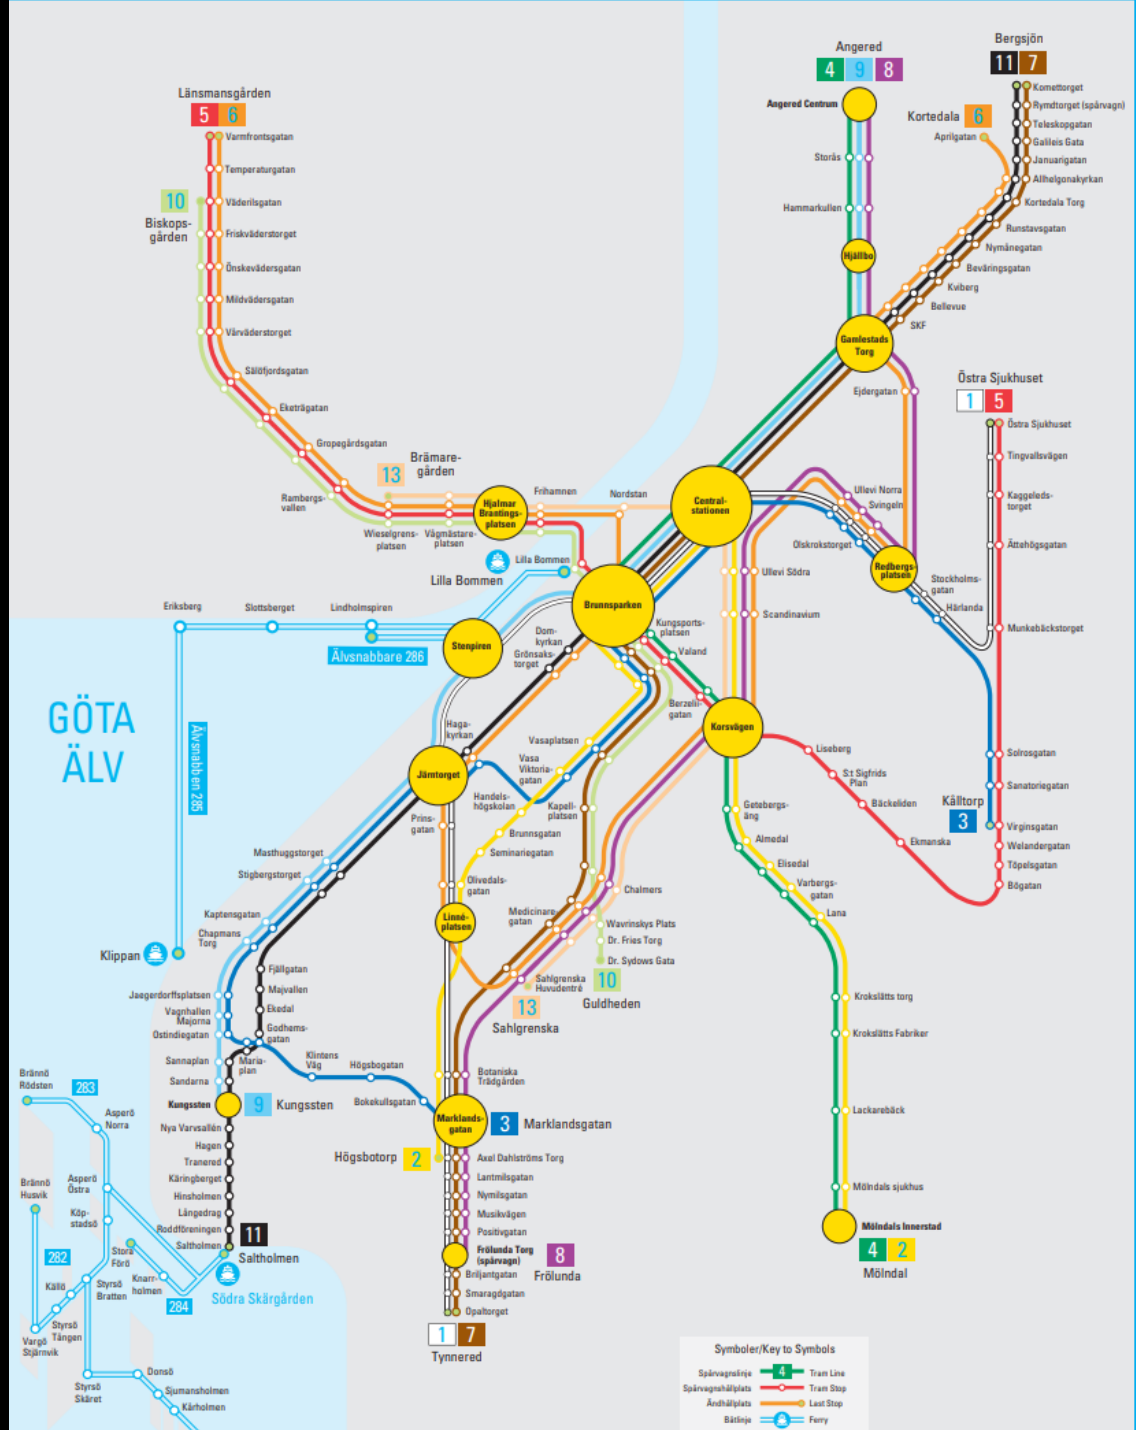 Länsmansgården
5
6
Varmfrontsgatan
Temperaturgatan
10
Biskops-
gården
Väderilsgatan
Friskväderstorget
Önskevädersgatan
Mildvädersgatan
Vårväderstorget
Sälöfjordsgatan
Eketrägatan
Gropegårdsgatan
Rambergs-
vallen
Brämare-
gården
13
Wieselgrens-
platsen
Vågmästare-
platsen
Hjalmar
Brantings-
platsen
Frihamnen
Nordstan
Angered
4
9
8
Angered Centrum
Storås
Hammarkullen
Hjällbo
Gamlestads
Torg
Bergsjön
11
7
Komettorget
Rymdtorget (spårvagn)
Teleskopgatan
Galileis Gata
Januarigatan
Allhelgonakyrkan
Kortedala Torg
Runstavsgatan
Nymånegatan
Beväringsgatan
Kviberg
Bellevue
SKF
Kortedala
6
Aprilgatan
Ejdergatan
Östra Sjukhuset
1
5
Östra Sjukhuset
Tingvallsvägen
Kaggeleds-
torget
Ättehögsgatan
Munkebäckstorget
Solrosgatan
Sanatoriegatan
Virginsgatan
Welandergatan
Töpelsgatan
Bögatan
Källtorp
3
Central-
stationen
Ullevi Norra
Svingeln
Olskrokstorget
Redbergs-
platsen
Stockholms-
gatan
Härlanda
Ullevi Södra
Scandinavium
Lilla Bommen
Lilla Bommen
Brunnsparken
Eriksberg
Slottsberget
Lindholmspiren
Älvsnabbare 286
Stenpiren
Älvsnabben 285
GÖTA
ÄLV
Klippan
Dom-
kyrkan
Grönsaks-
torget
Kungsports-
platsen
Valand
Berzelii-
gatan
Korsvägen
Haga-
kyrkan
Järntorget
Vasaplatsen
Vasa
Viktoria-
gatan
Handels-
högskolan
Kapell-
platsen
Brunnsgatan
Seminariegatan
Prins-
gatan
Olivedals-
gatan
Linné-
platsen
Liseberg
S:t Sigfrids
Plan
Bäckeliden
Ekmanska
Getebergs-
äng
Almedal
Elisedal
Varbergs-
gatan
Lana
Krokslätts torg
Krokslätts Fabriker
Lackarebäck
Mölndals sjukhus
Mölndals Innerstad
4
2
Mölndal
Masthuggstorget
Stigbergstorget
Kaptensgatan
Chapmans
Torg
Jaegerdorffsplatsen
Vagnhallen
Majorna
Ostindiegatan
Sannaplan
Sandarna
Kungssten
9
Kungssten
Fjällgatan
Majvallen
Ekedal
Godhems-
gatan
Maria-
plan
Klintens
Väg
Högsbogatan
Bokekullsgatan
Chalmers
Medicinare-
gatan
Wavrinskys Plats
Dr. Fries Torg
Dr. Sydows Gata
10
Guldheden
Sahlgrenska
Huvudentré
13
Sahlgrenska
Botaniska
Trädgården
Marklands-
gatan
3
Marklandsgatan
Högsbotorp
2
Axel Dahlströms Torg
Lantmilsgatan
Nymilsgatan
Musikvägen
Positivgatan
Frölunda Torg
(spårvagn)
8
Frölunda
Briljantgatan
Smaragdgatan
Opaltorget
1
7
Tynnered
Nya Varvsallén
Hagen
Tranered
Käringberget
Hinsholmen
Långedrag
Roddföreningen
Saltholmen
11
Saltholmen
Södra Skärgården
Brännö
Rödsten
283
Asperö
Norra
Asperö
Östra
Brännö
Husvik
Köp-
stadsö
282
Stora
Förö
Knarr-
holmen
284
Källö
Styrsö
Bratten
Styrsö
Tången
Vargö
Stjärnvik
Styrsö
Skäret
Donsö
Sjumansholmen
Kårholmen
Symboler/Key to Symbols
Spårvagnslinje
4
Tram Line
Spårvagnshållplats
Tram Stop
Ändhållplats
Last Stop
Båtlinje
Ferry